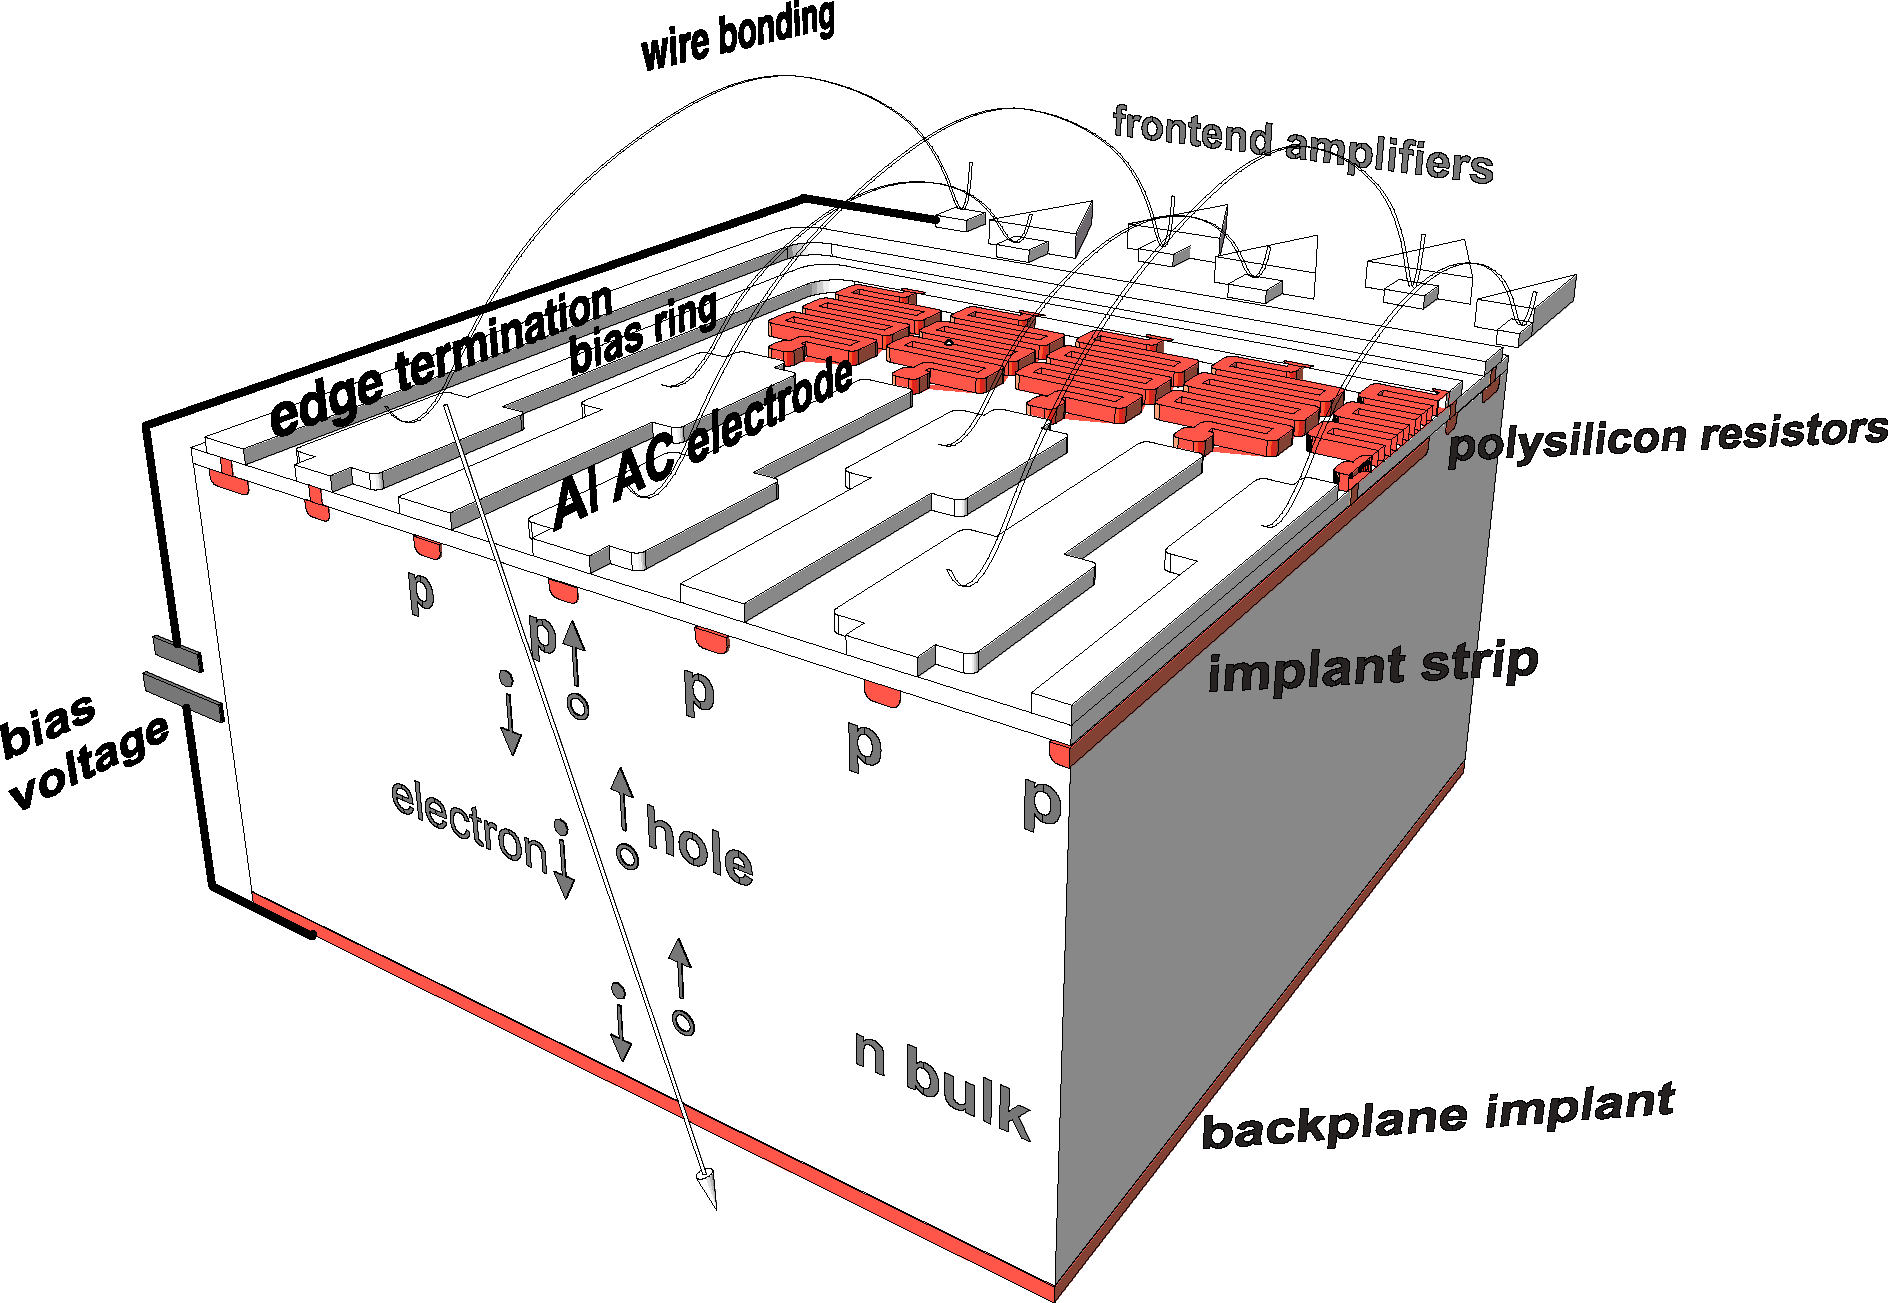 wire bonding
frontend amplifiers
edge termination
bias ring
Al AC electrode
polysilicon resistors
p
p
p
p
p
implant strip
bias
voltage
electron
hole
n bulk
backplane implant